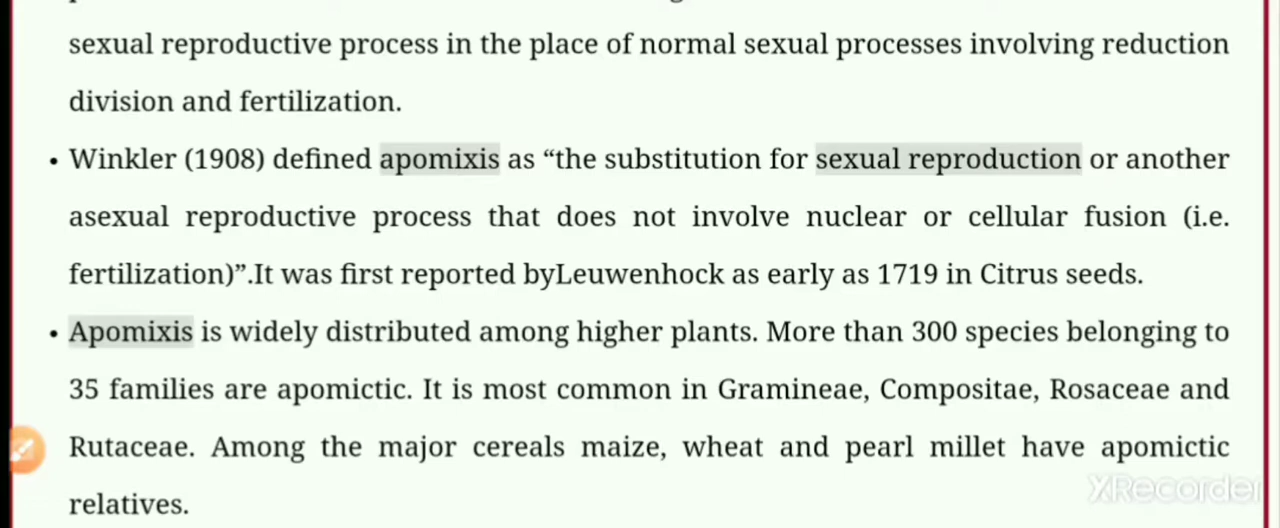 sexual reproductive process in the place of normal sexual processes involving reduction
division and fertilization.
• Winkler (1908) defined apomixis as “the substitution for sexual reproduction or another
asexual reproductive process that does not involve nuclear or cellular fusion (i.e.
fertilization)”.It was first reported byLeuwenhock as early as 1719 in Citrus seeds.
• Apomixis is widely distributed among higher plants. More than 300 species belonging to
35 families are apomictic. It is most common in Gramineae, Compositae, Rosaceae and
Rutaceae. Among the major cereals maize, wheat and pearl millet have apomictic
relatives.
XRecorder